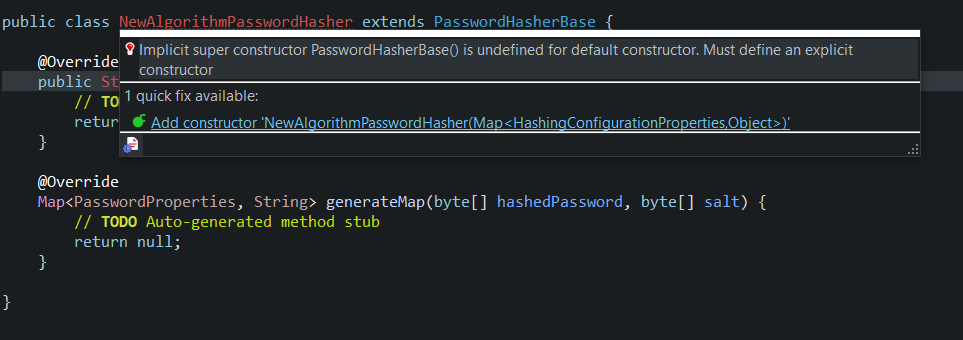 public class NewAlgorithmPasswordHasher extends PasswordHasherBase {
Implicit super constructor PasswordHasherBase() is undefined for default constructor. Must define an explicit
constructor
@Override
public St
1 quick fix available:
// TO
Add constructor 'NewAlgorithmPasswordHasher(Map<HashingConfigurationProperties,Object>)'
retur
}
@Override
Map<PasswordProperties, String> generateMap(byte[] hashedPassword, byte[] salt) {
// TODO Auto-generated method stub
return null;
}
}